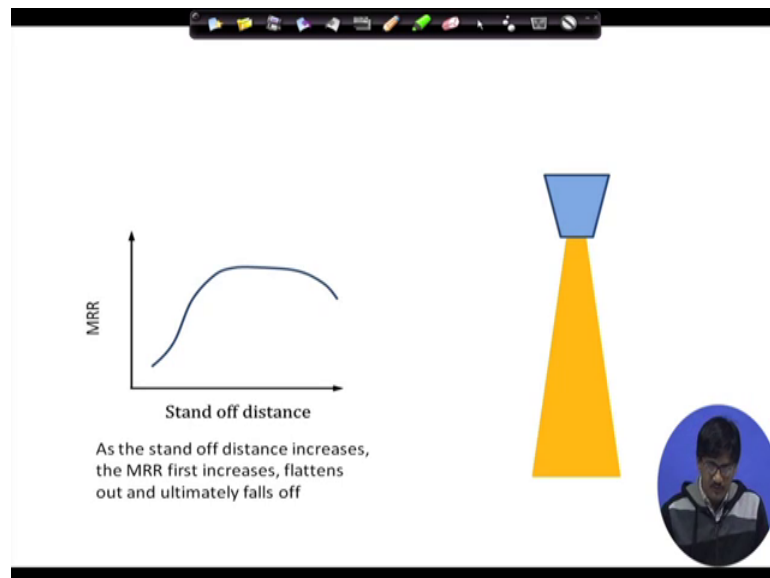 MRR
Stand off distance
As the stand off distance increases,
the MRR first increases, flattens
out and ultimately falls off